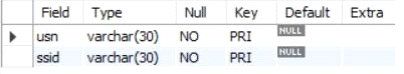 Field Type Null Key Default Extra
usn varchar(30) NO PRI NULL
ssid varchar(30) NO PRI NULL